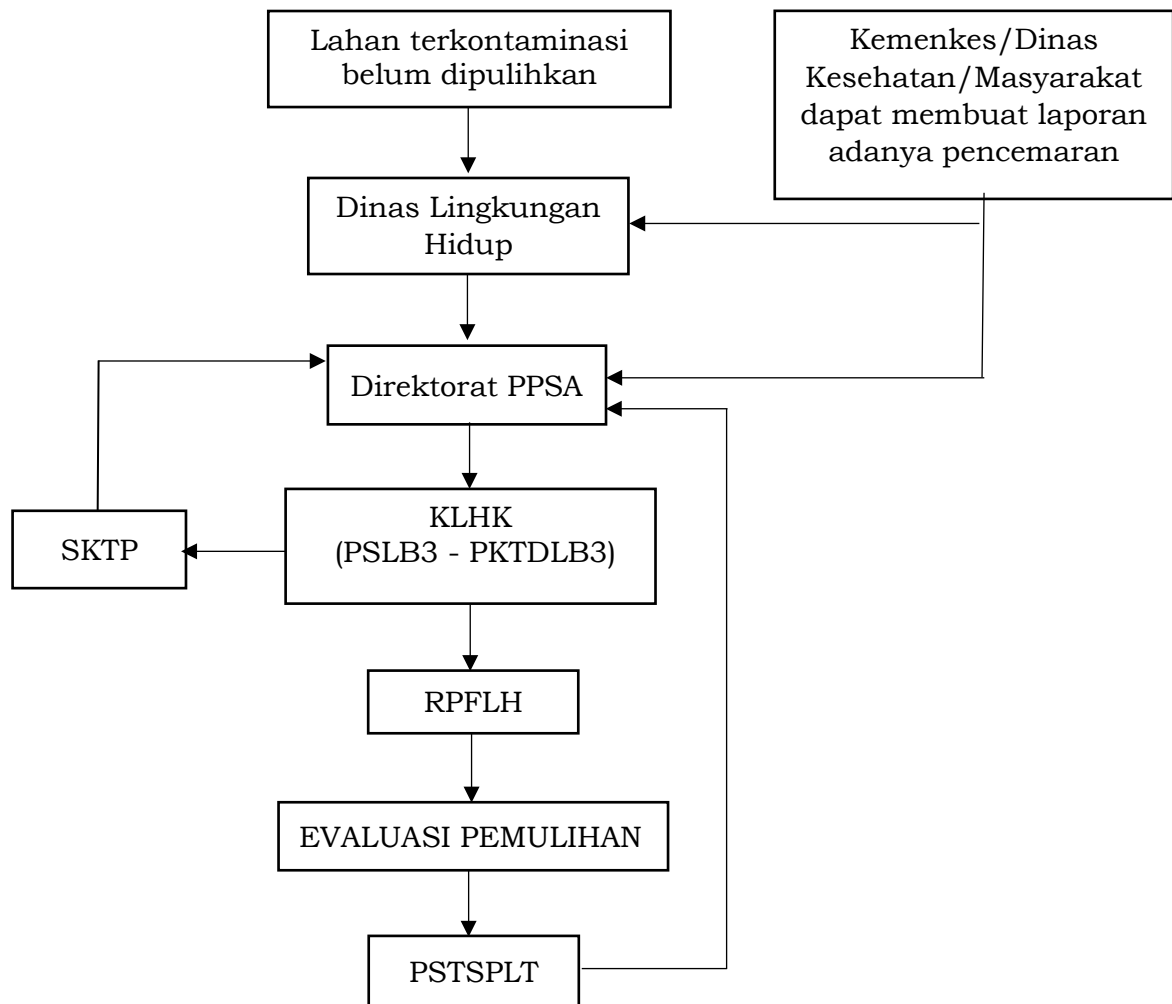 Lahan terkontaminasi
belum dipulihkan
Kemenkes/Dinas
Kesehatan/Masyarakat
dapat membuat laporan
adanya pencemaran
Dinas Lingkungan
Hidup
Direktorat PPSA
KLHK
(PSLB3 - PKTDLB3)
SKTP
RPFLH
EVALUASI PEMULIHAN
PSTSPLT